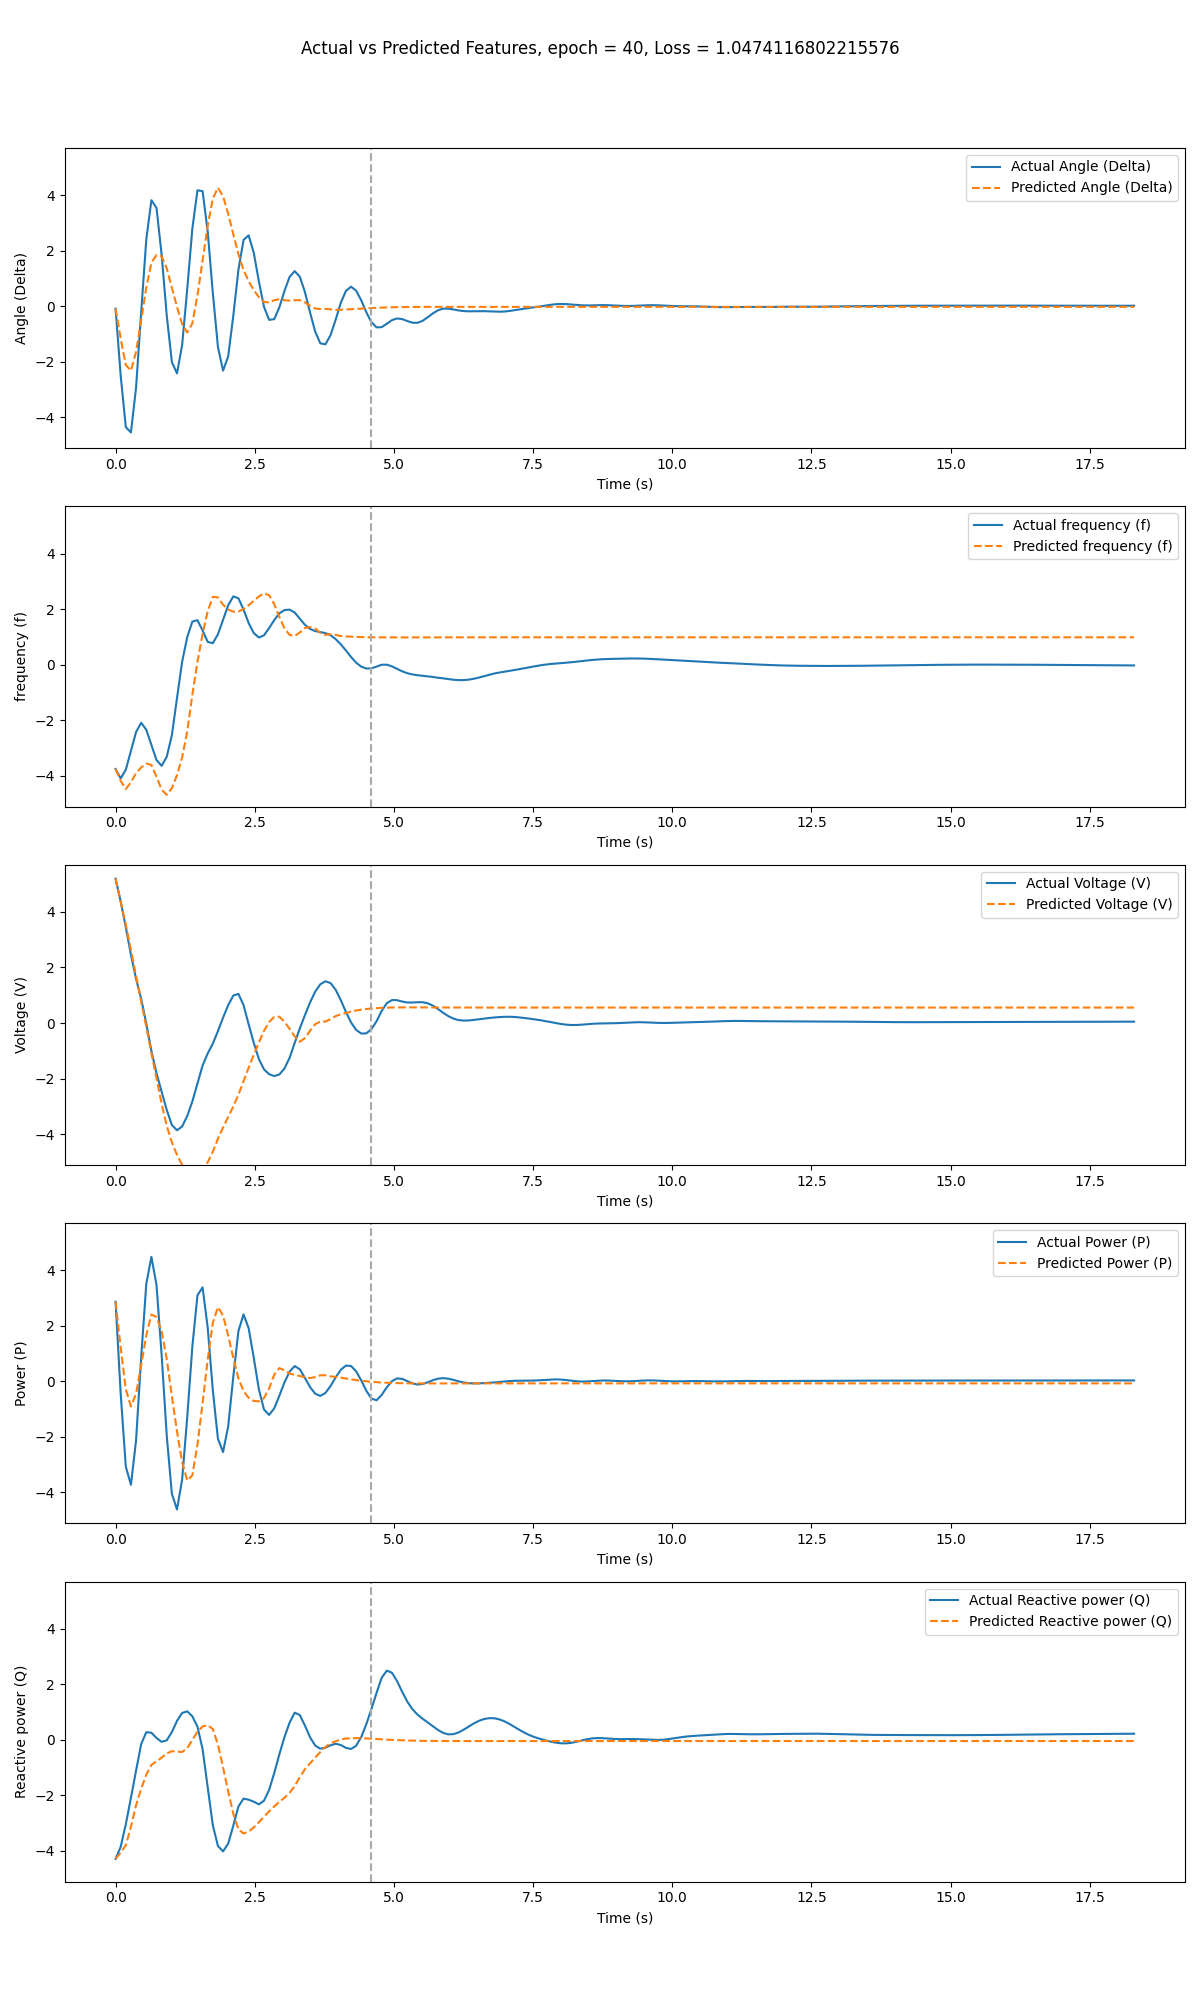 Actual vs Predicted Features, epoch = 40, Loss = 1.0474116802215576
Actual Angle (Delta)
Predicted Angle (Delta)
Angle (Delta)
4
2
0
−2
−4
0.0 2.5 5.0 7.5 10.0 12.5 15.0 17.5
Time (s)
Actual frequency (f)
Predicted frequency (f)
frequency (f)
4
2
0
−2
−4
0.0 2.5 5.0 7.5 10.0 12.5 15.0 17.5
Time (s)
Actual Voltage (V)
Predicted Voltage (V)
Voltage (V)
4
2
0
−2
−4
0.0 2.5 5.0 7.5 10.0 12.5 15.0 17.5
Time (s)
Actual Power (P)
Predicted Power (P)
Power (P)
4
2
0
−2
−4
0.0 2.5 5.0 7.5 10.0 12.5 15.0 17.5
Time (s)
Actual Reactive power (Q)
Predicted Reactive power (Q)
Reactive power (Q)
4
2
0
−2
−4
0.0 2.5 5.0 7.5 10.0 12.5 15.0 17.5
Time (s)